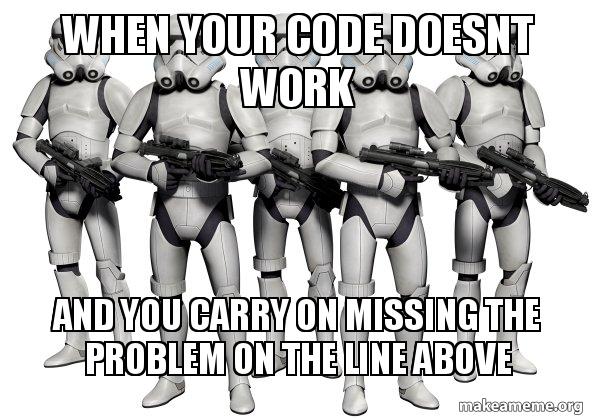 WHEN YOUR CODE DOESNT
WORK
AND YOU CARRY ON MISSING THE
PROBLEM ON THE LINE ABOVE
makeameme.org